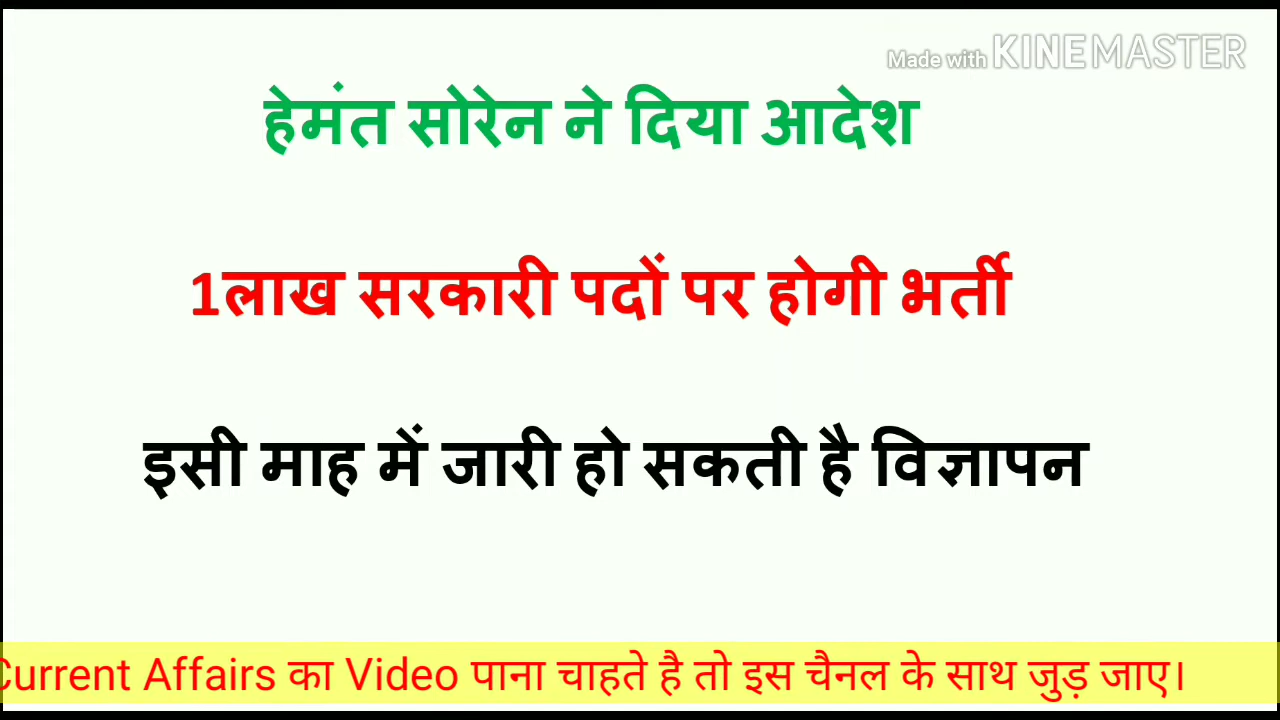 Made with KINEMASTER
हेमंत सोरेन ने दिया आदेश
1लाख सरकारी पदों पर होगी भर्ती
इसी माह में जारी हो सकती है विज्ञापन
Current Affairs का Video पाना चाहते है तो इस चैनल के साथ जुड़ जाए।